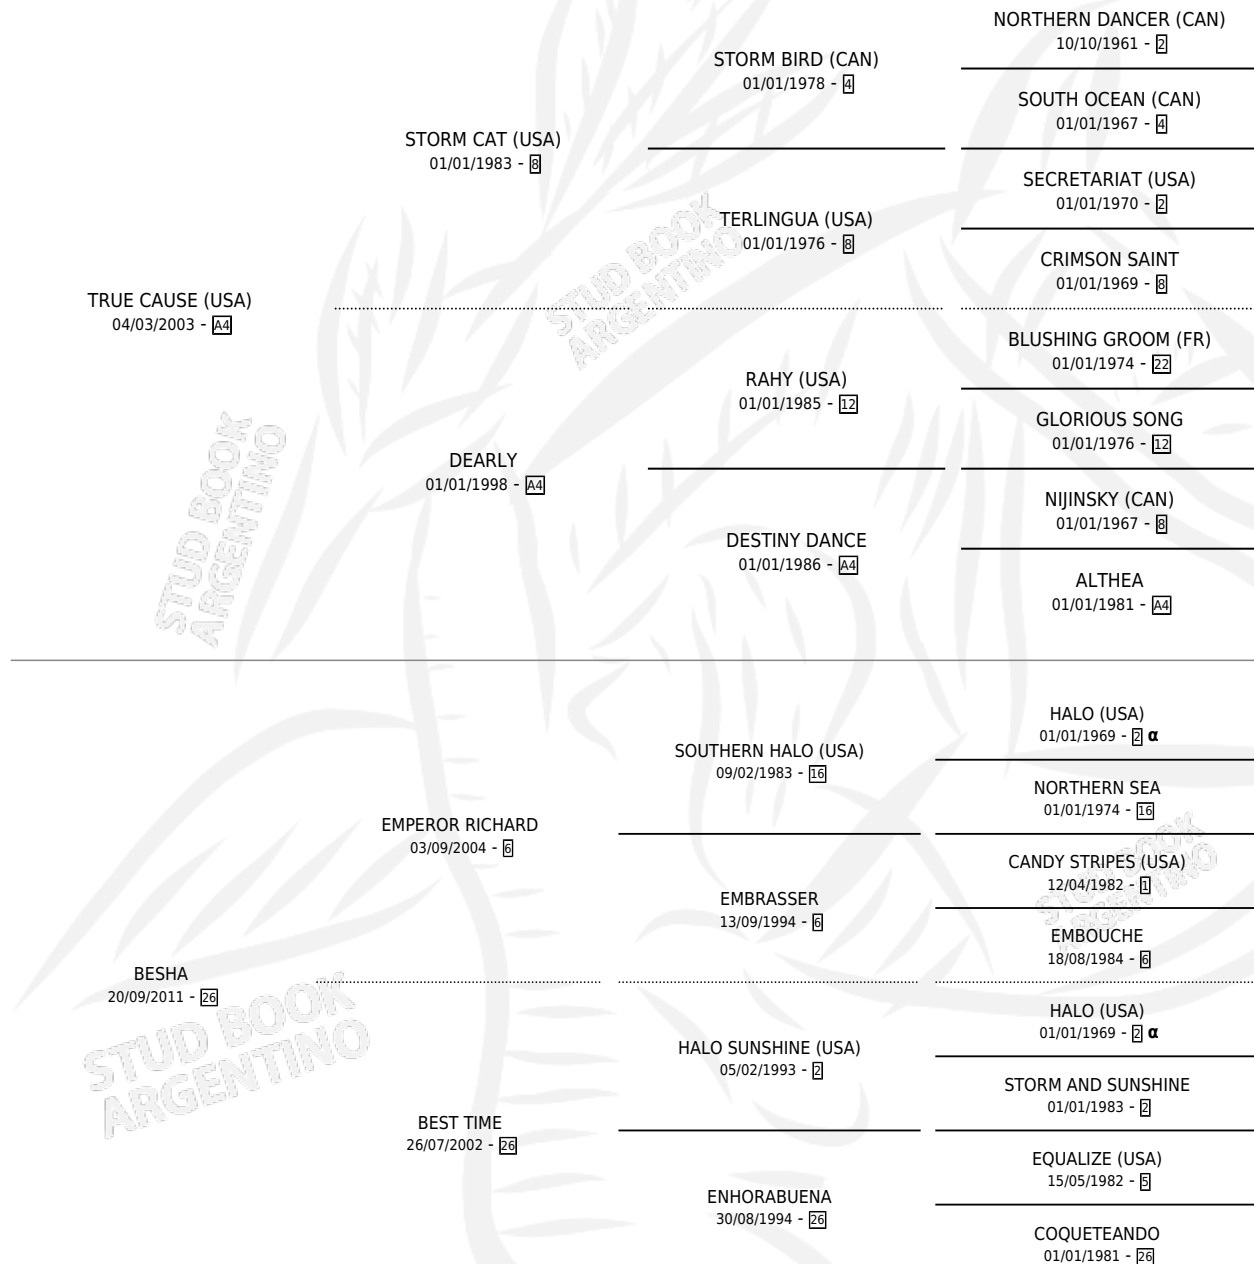 NORTHERN DANCER (CAN)
10/10/1961 - 2
STORM BIRD (CAN)
01/01/1978 - 4
SOUTH OCEAN (CAN)
01/01/1967 - 4
STORM CAT (USA)
01/01/1983 - 8
SECRETARIAT (USA)
01/01/1970 - 2
TERLINGUA (USA)
01/01/1976 - 8
CRIMSON SAINT
01/01/1969 - 8
TRUE CAUSE (USA)
04/03/2003 - A4
BLUSHING GROOM (FR)
01/01/1974 - 22
RAHY (USA)
01/01/1985 - 12
GLORIOUS SONG
01/01/1976 - 12
DEARLY
01/01/1998 - A4
NIJINSKY (CAN)
01/01/1967 - 8
DESTINY DANCE
01/01/1986 - A4
ALTHEA
01/01/1981 - A4
HALO (USA)
01/01/1969 - 2 α
SOUTHERN HALO (USA)
09/02/1983 - 16
NORTHERN SEA
01/01/1974 - 16
EMPEROR RICHARD
03/09/2004 - 6
CANDY STRIPES (USA)
12/04/1982 - 1
EMBRASSER
13/09/1994 - 6
EMBOUCHE
18/08/1984 - 6
BESHA
20/09/2011 - 26
HALO (USA)
01/01/1969 - 2 α
HALO SUNSHINE (USA)
05/02/1993 - 2
STORM AND SUNSHINE
01/01/1983 - 2
BEST TIME
26/07/2002 - 26
EQUALIZE (USA)
15/05/1982 - 5
ENHORABUENA
30/08/1994 - 26
COQUETEANDO
01/01/1981 - 26
STUD BOOK
ARGENTINO
STUD BOOK
ARGENTINO
STUD BOOK
ARGENTINO
STUD BOOK
ARGENTINO